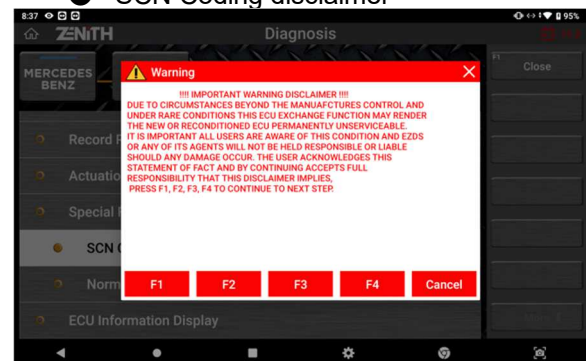 SCN Coding disclaimer
8:37
95%
ZENITH
Diagnosis
MERCEDES
BENZ
F1
Close
Warning
!!!! IMPORTANT WARNING DISCLAIMER !!!!
DUE TO CIRCUMSTANCES BEYOND THE MANUAFCTURES CONTROL AND
UNDER RARE CONDITIONS THIS ECU EXCHANGE FUNCTION MAY RENDER
THE NEW OR RECONDITIONED ECU PERMANENTLY UNSERVICEABLE.
IT IS IMPORTANT ALL USERS ARE AWARE OF THIS CONDITION AND EZDS
OR ANY OF ITS AGENTS WILL NOT BE HELD RESPONSIBLE OR LIABLE
SHOULD ANY DAMAGE OCCUR. THE USER ACKNOWLEDGES THIS
STATEMENT OF FACT AND BY CONTINUING ACCEPTS FULL
RESPONSIBILITY THAT THIS DISCLAIMER IMPLIES,
PRESS F1, F2, F3, F4 TO CONTINUE TO NEXT STEP.
Record
Actuatio
Special
SCN
Norm
F1 F2 F3 F4 Cancel
ECU Information Display